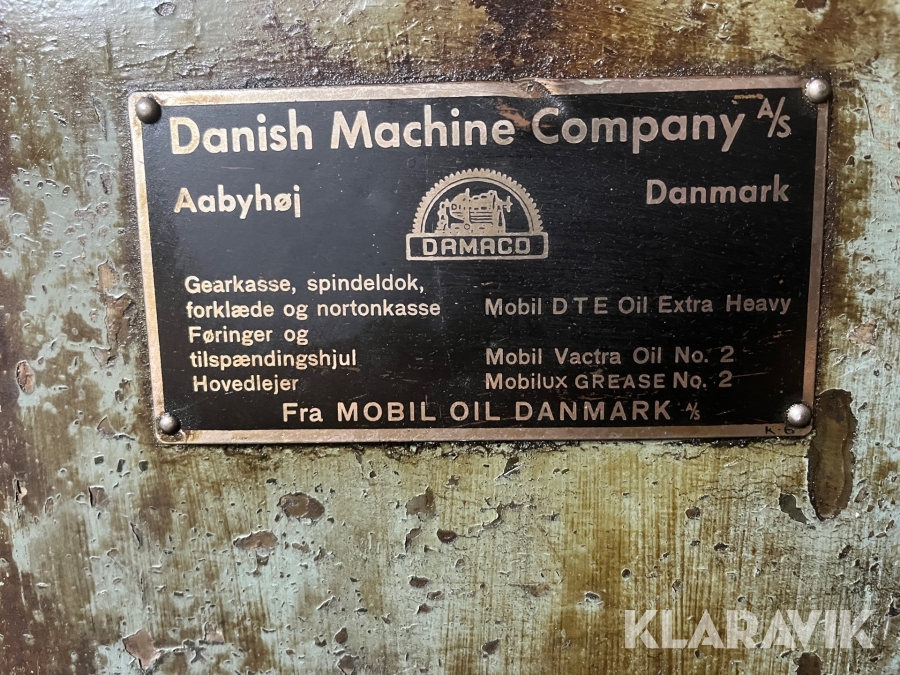 Danish Machine Company A/S
Aabyhøj Danmark
DAMACO
Gearkasse, spindeldok,
forklæde og nortonkasse Mobil DTE Oil Extra Heavy
Føringer og
tilspændingshjul Mobil Vactra Oil No. 2
Hovedlejer Mobilux GREASE No. 2
Fra MOBIL OIL DANMARK A/S
K-6
KLARAVIK